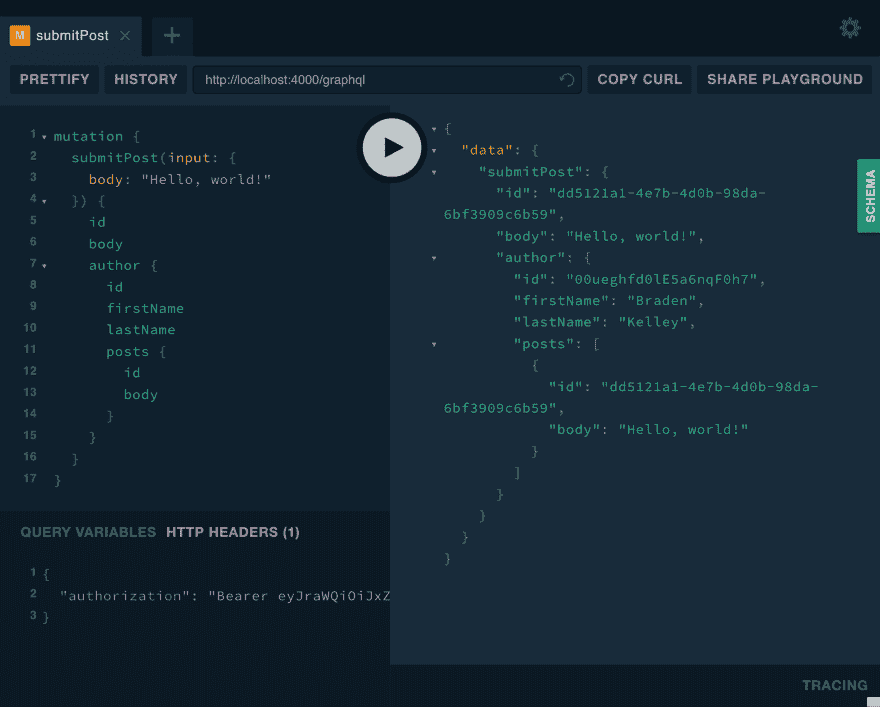 M submitPost
PRETTIFY HISTORY http://localhost:4000/graphql COPY CURL SHARE PLAYGROUND
1 mutation {
2 submitPost(input: {
3 body: "Hello, world!"
4 }) {
5 id
6 body
7 author {
8 id
9 firstName
10 lastName
11 posts {
12 id
13 body
14 }
15 }
16 }
17 }
{
"data": {
"submitPost": {
"id": "dd5121a1-4e7b-4d0b-98da-
6bf3909c6b59",
"body": "Hello, world!",
"author": {
"id": "00ueghfd0lE5a6nqF0h7",
"firstName": "Braden",
"lastName": "Kelley",
"posts": [
{
"id": "dd5121a1-4e7b-4d0b-98da-
6bf3909c6b59",
"body": "Hello, world!"
}
]
}
}
}
}
SCHEMA
QUERY VARIABLES HTTP HEADERS (1)
1 {
2 "authorization": "Bearer eyJraWQiOiJxZ
3 }
TRACING